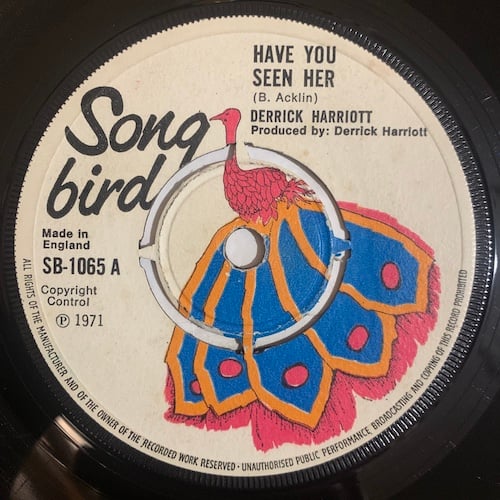 HAVE YOU
SEEN HER
(B. Acklin)
DERRICK HARRIOTT
Produced by: Derrick Harriott
Song
bird
Made in
England
SB-1065 A
Copyright
Control
Ⓟ 1971
ALL RIGHTS OF THE MANUFACTURER AND OF THE OWNER OF THE RECORDED WORK RESERVED · UNAUTHORISED PUBLIC PERFORMANCE BROADCASTING AND COPYING OF THIS RECORD PROHIBITED